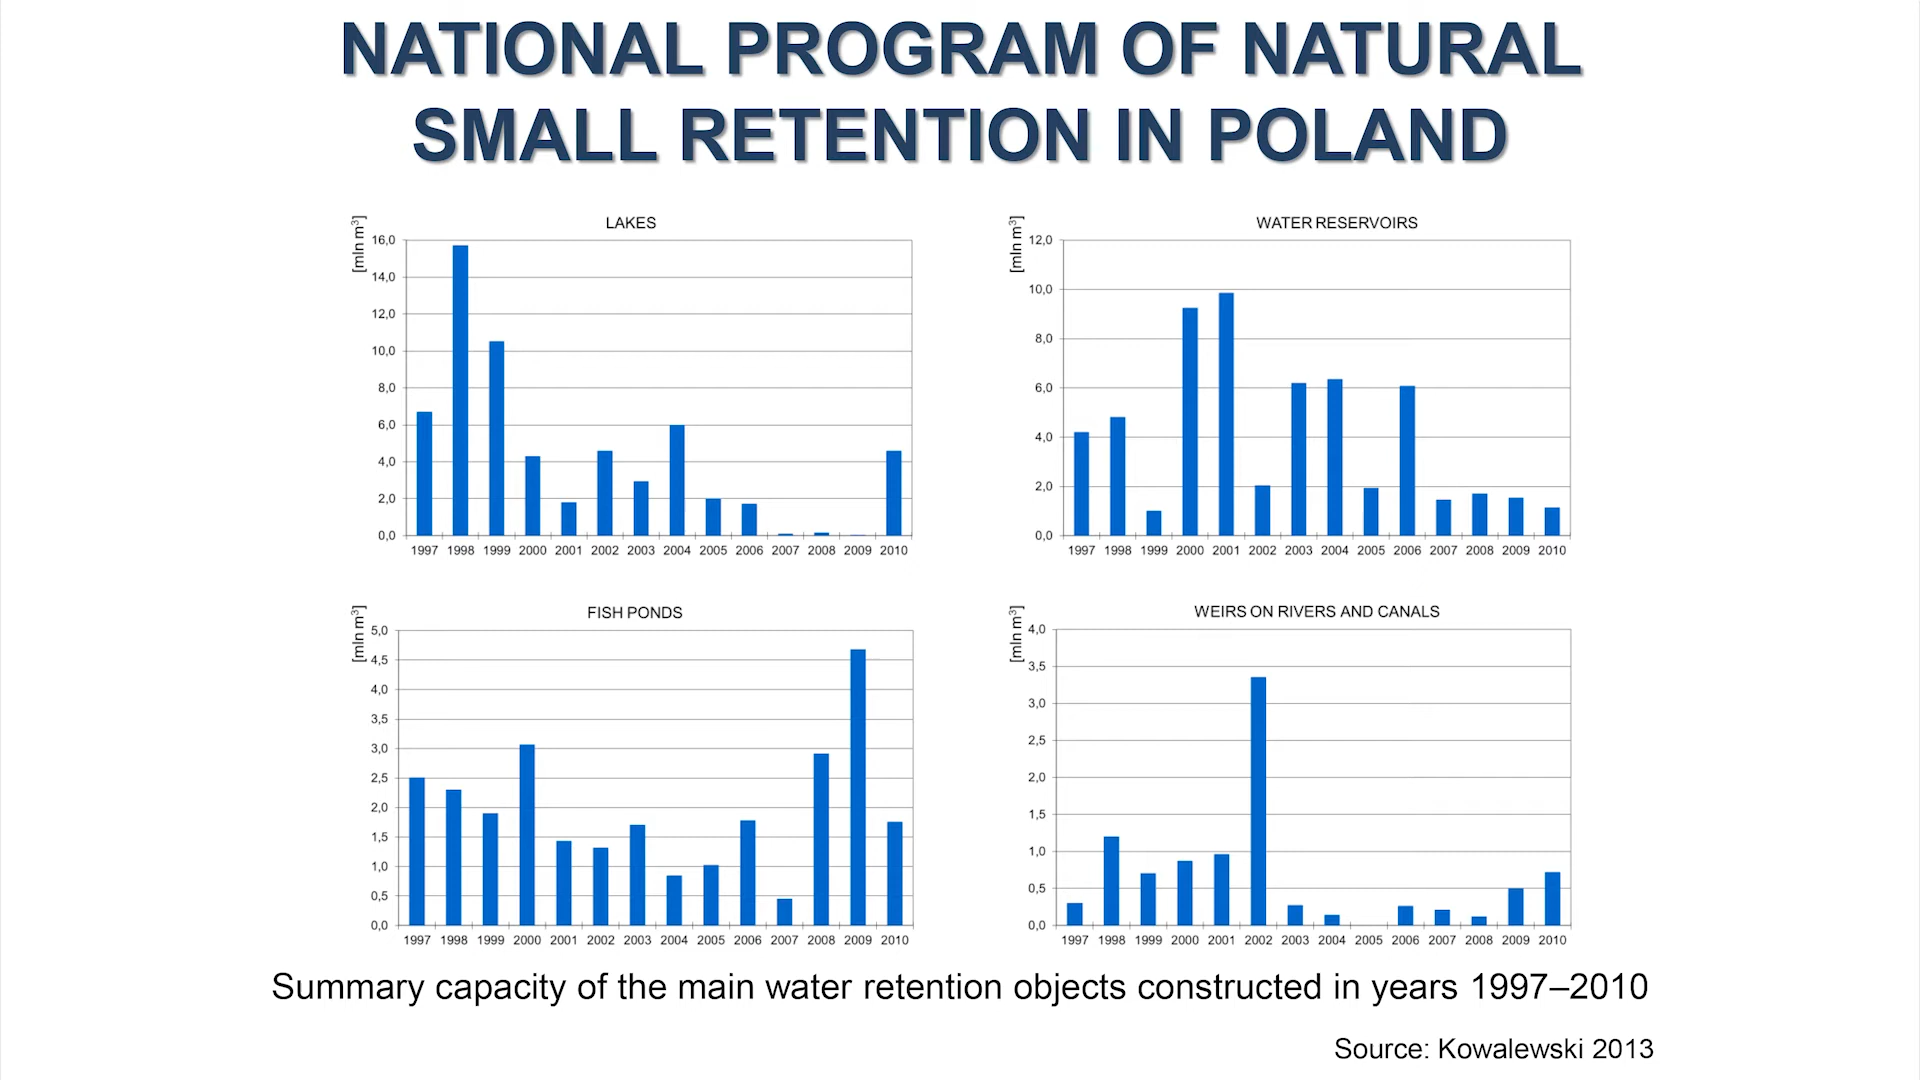 NATIONAL PROGRAM OF NATURAL
SMALL RETENTION IN POLAND
LAKES
[mln m³]
16,0
14,0
12,0
10,0
8,0
6,0
4,0
2,0
0,0
1997 1998 1999 2000 2001 2002 2003 2004 2005 2006 2007 2008 2009 2010
WATER RESERVOIRS
[mln m³]
12,0
10,0
8,0
6,0
4,0
2,0
0,0
1997 1998 1999 2000 2001 2002 2003 2004 2005 2006 2007 2008 2009 2010
FISH PONDS
[mln m³]
5,0
4,5
4,0
3,5
3,0
2,5
2,0
1,5
1,0
0,5
0,0
1997 1998 1999 2000 2001 2002 2003 2004 2005 2006 2007 2008 2009 2010
WEIRS ON RIVERS AND CANALS
[mln m³]
4,0
3,5
3,0
2,5
2,0
1,5
1,0
0,5
0,0
1997 1998 1999 2000 2001 2002 2003 2004 2005 2006 2007 2008 2009 2010
Summary capacity of the main water retention objects constructed in years 1997–2010
Source: Kowalewski 2013